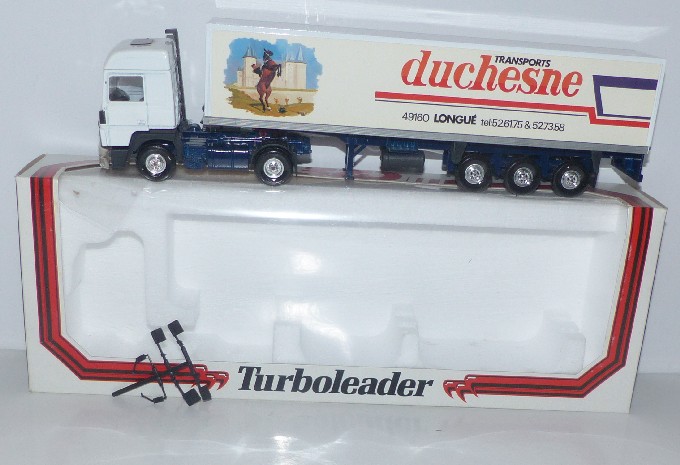 TRANSPORTS
duchesne
49160 LONGUÉ tel:52.61.75 & 52.73.58
Turboleader